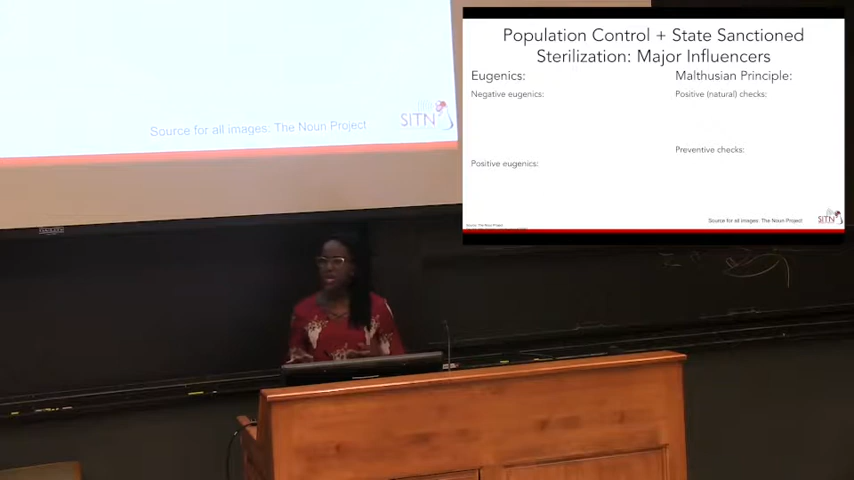 Source for all images: The Noun Project
SITN
Population Control + State Sanctioned
Sterilization: Major Influencers
Eugenics:
Malthusian Principle:
Negative eugenics:
Positive (natural) checks:
Preventive checks:
Positive eugenics:
Source for all images: The Noun Project
SITN